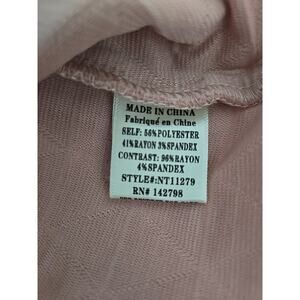 MADE IN CHINA
Fabriqué en Chine
SELF: 56%POLYESTER
41%RAYON 3%SPANDEX
CONTRAST: 96%RAYON
4%SPANDEX
STYLE#:NT11279
RN# 142798